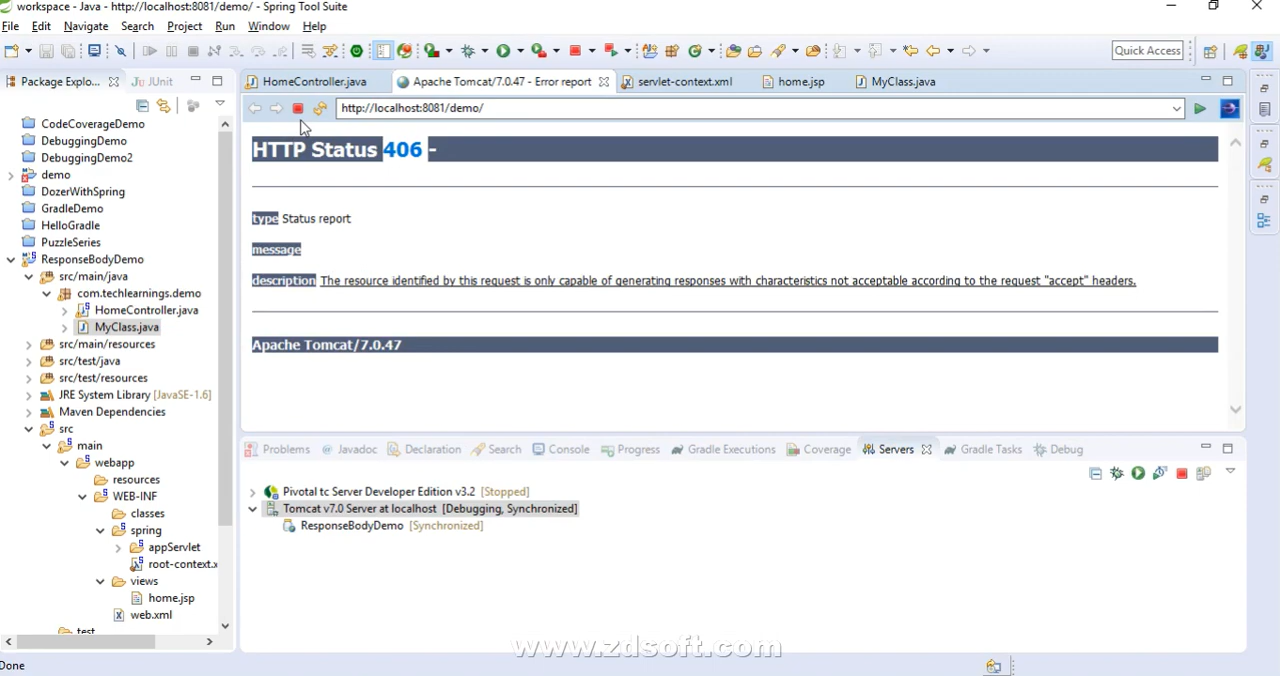 workspace - Java - http://localhost:8081/demo/ - Spring Tool Suite
File Edit Navigate Search Project Run Window Help
Quick Access
Package Explo... JUnit
HomeController.java Apache Tomcat/7.0.47 - Error report servlet-context.xml home.jsp MyClass.java
http://localhost:8081/demo/
CodeCoverageDemo
DebuggingDemo
DebuggingDemo2
demo
DozerWithSpring
GradleDemo
HelloGradle
PuzzleSeries
ResponseBodyDemo
src/main/java
com.techlearnings.demo
HomeController.java
MyClass.java
src/main/resources
src/test/java
src/test/resources
JRE System Library [JavaSE-1.6]
Maven Dependencies
src
main
webapp
resources
WEB-INF
classes
spring
appServlet
root-context.x
views
home.jsp
web.xml
test
HTTP Status 406 -
type Status report
message
description The resource identified by this request is only capable of generating responses with characteristics not acceptable according to the request "accept" headers.
Apache Tomcat/7.0.47
Problems Javadoc Declaration Search Console Progress Gradle Executions Coverage Servers Gradle Tasks Debug
Pivotal tc Server Developer Edition v3.2 [Stopped]
Tomcat v7.0 Server at localhost [Debugging, Synchronized]
ResponseBodyDemo [Synchronized]
www.zdsoft.com
Done